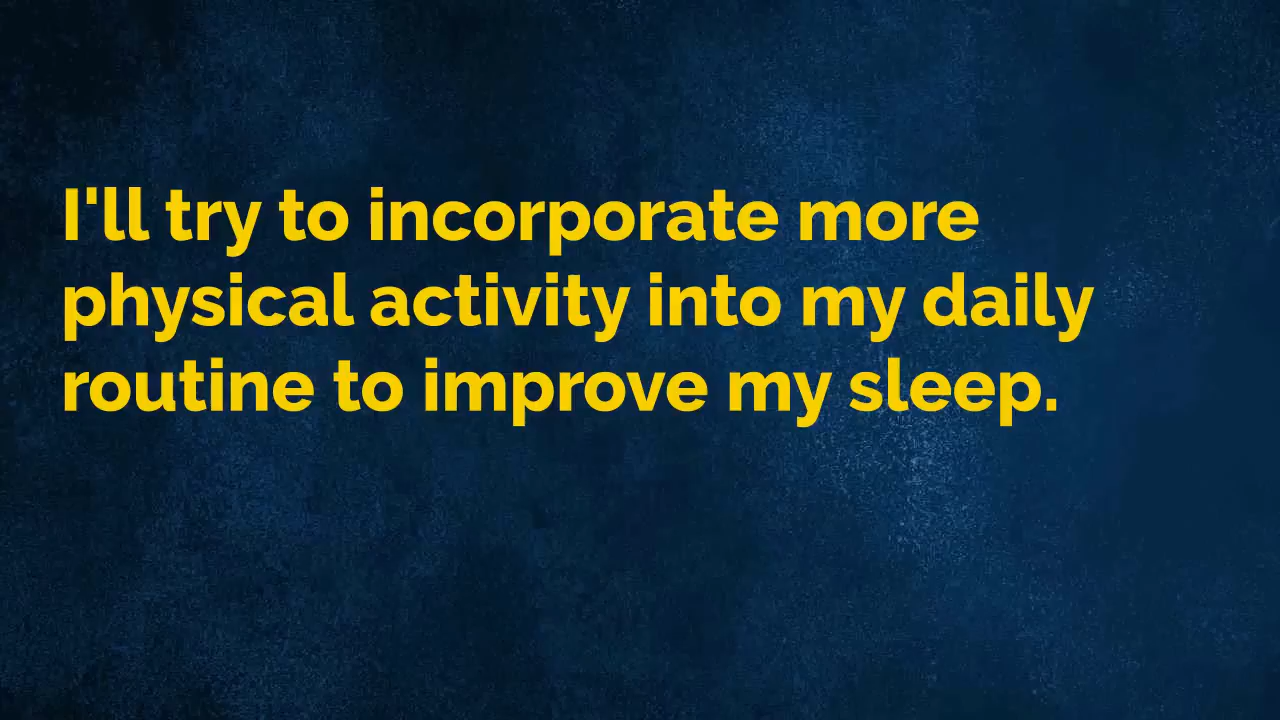 I'll try to incorporate more
physical activity into my daily
routine to improve my sleep.